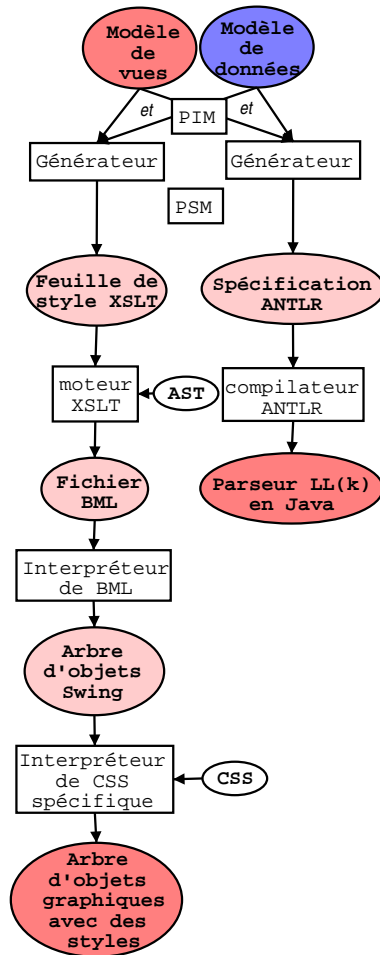 Modèle
de
vues
Modèle
de
données
et
PIM
et
Générateur
Générateur
PSM
Feuille de
style XSLT
Spécification
ANTLR
moteur
XSLT
AST
compilateur
ANTLR
Fichier
BML
Parseur LL(k)
en Java
Interpréteur
de BML
Arbre
d'objets
Swing
Interpréteur
de CSS
spécifique
CSS
Arbre
d'objets
graphiques
avec des
styles